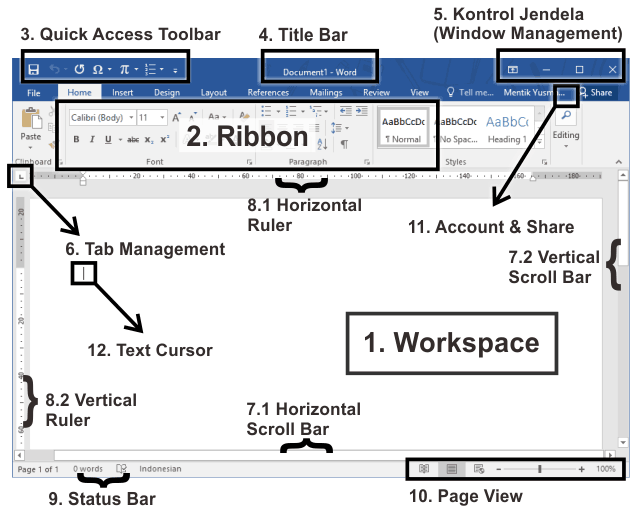 3. Quick Access Toolbar
4. Title Bar
5. Kontrol Jendela
(Window Management)
Document1 - Word
File Home Insert Design Layout References Mailings Review View Tell me... Mentik Yusm... Share
Paste
Calibri (Body) 11 A A Aa
AaBbCcDc AaBbCcDc AaBbCc
B I U abc x₂ x²
2. Ribbon
¶ Normal ¶ No Spac... Heading 1
Editing
Clipboard Font Paragraph Styles
8.1 Horizontal
Ruler
11. Account & Share
6. Tab Management
7.2 Vertical
Scroll Bar
12. Text Cursor
1. Workspace
8.2 Vertical
Ruler
7.1 Horizontal
Scroll Bar
Page 1 of 1 0 words Indonesian 100%
9. Status Bar
10. Page View